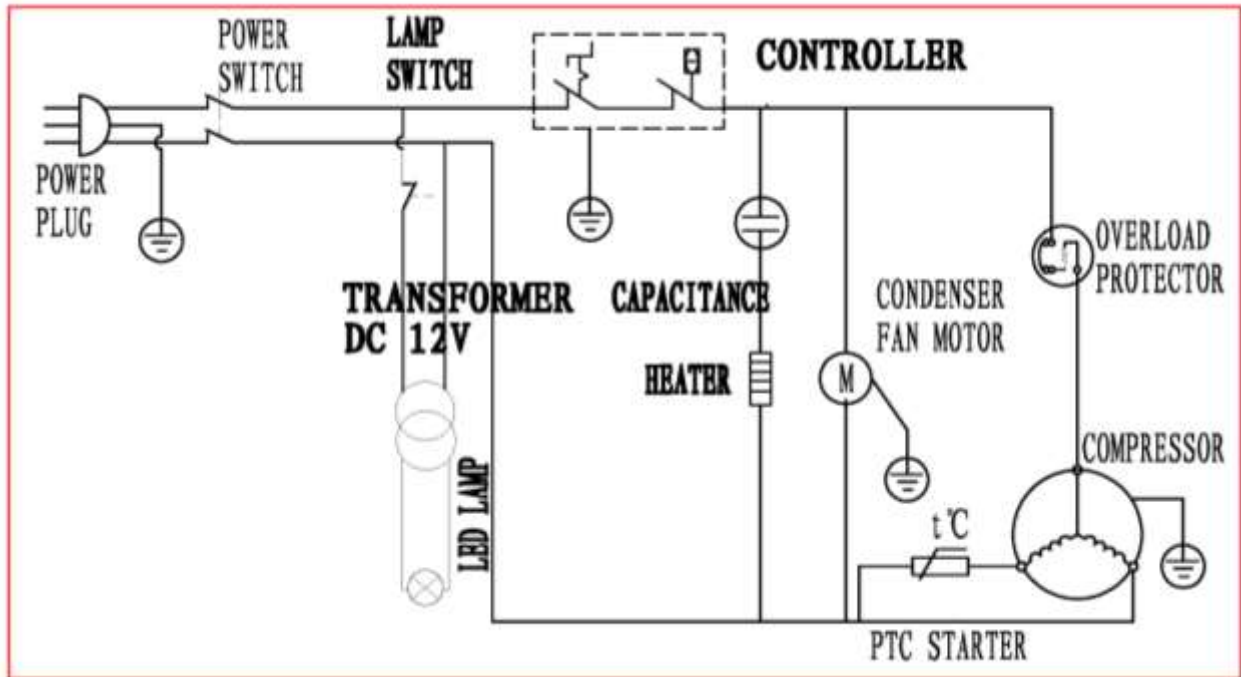 POWER
SWITCH
LAMP
SWITCH
CONTROLLER
POWER
PLUG
OVERLOAD
PROTECTOR
TRANSFORMER
DC 12V
CAPACITANCE
CONDENSER
FAN MOTOR
HEATER
M
COMPRESSOR
LED LAMP
t℃
PTC STARTER